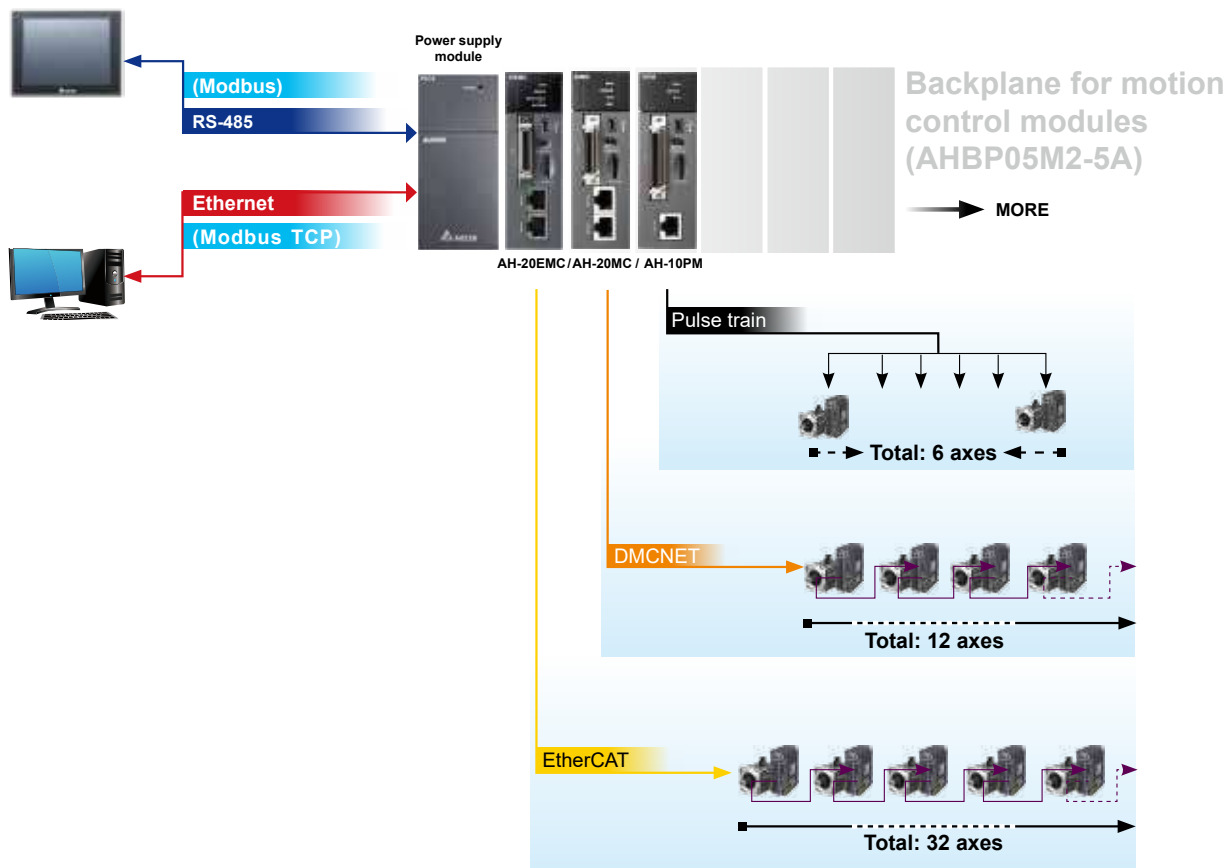 Power supply
module
(Modbus)
RS-485
Ethernet
(Modbus TCP)
Backplane for motion
control modules
(AHBP05M2-5A)
MORE
AH-20EMC / AH-20MC / AH-10PM
Pulse train
Total: 6 axes
DMCNET
Total: 12 axes
EtherCAT
Total: 32 axes